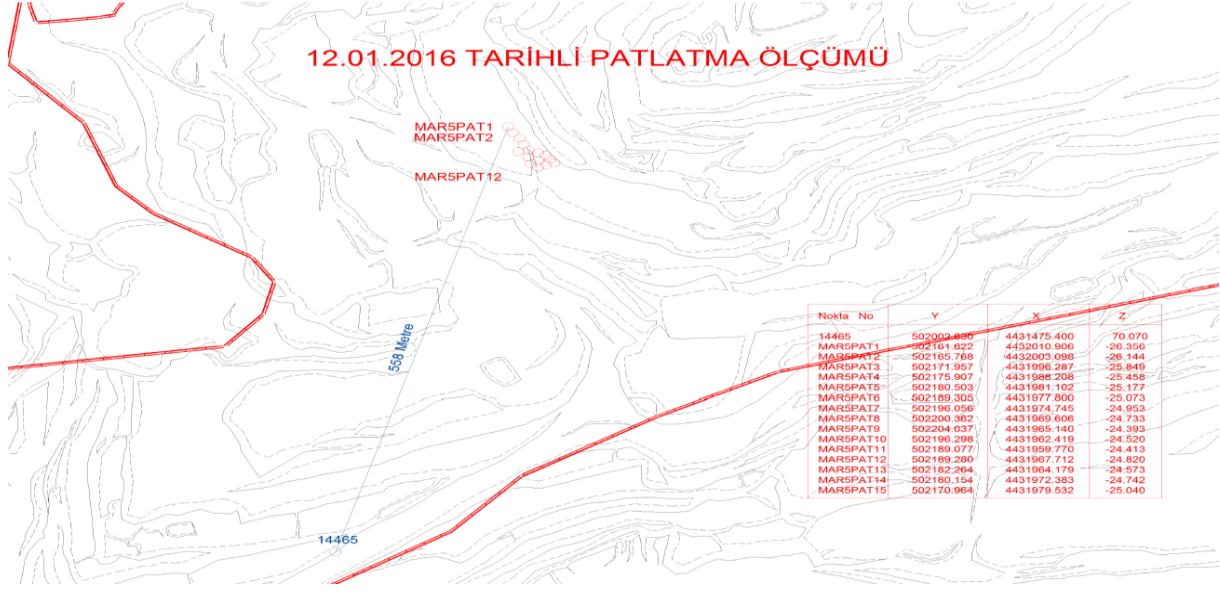 12.01.2016 TARİHLİ PATLATMA ÖLÇÜMÜ
MAR5PAT1
MAR5PAT2
MAR5PAT12
558 Metre
14465
Nokta No Y X Z
14465 4431475.400 70.070
MAR5PAT1 502161.622 4432010.906 -26.356
MAR5PAT2 502165.768 4432003.098 -26.144
MAR5PAT3 502171.957 4431996.287 -25.849
MAR5PAT4 502175.907 4431988.208 -25.458
MAR5PAT5 502180.503 4431981.102 -25.177
MAR5PAT6 502189.305 4431977.800 -25.073
MAR5PAT7 502196.056 4431974.745 -24.953
MAR5PAT8 502200.362 4431969.606 -24.733
MAR5PAT9 502204.037 4431965.140 -24.393
MAR5PAT10 502196.298 4431962.419 -24.520
MAR5PAT11 502189.077 4431959.770 -24.413
MAR5PAT12 502189.280 4431967.712 -24.820
MAR5PAT13 502182.264 4431964.179 -24.573
MAR5PAT14 502180.154 4431972.383 -24.742
MAR5PAT15 502170.964 4431979.532 -25.040